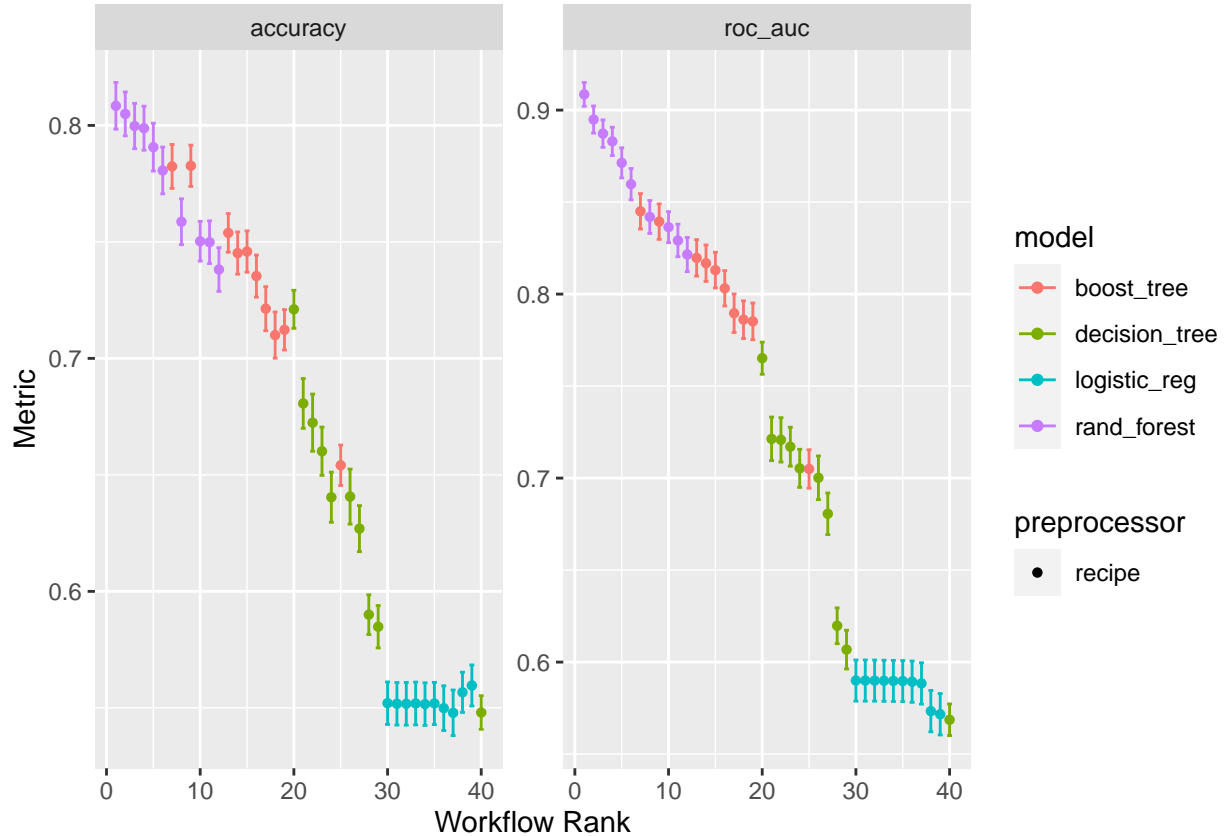 accuracy
roc_auc
Metric
0.8
0.7
0.6
0.9
0.8
0.7
0.6
0
10
20
30
40
0
10
20
30
40
Workflow Rank
model
boost_tree
decision_tree
logistic_reg
rand_forest
preprocessor
recipe